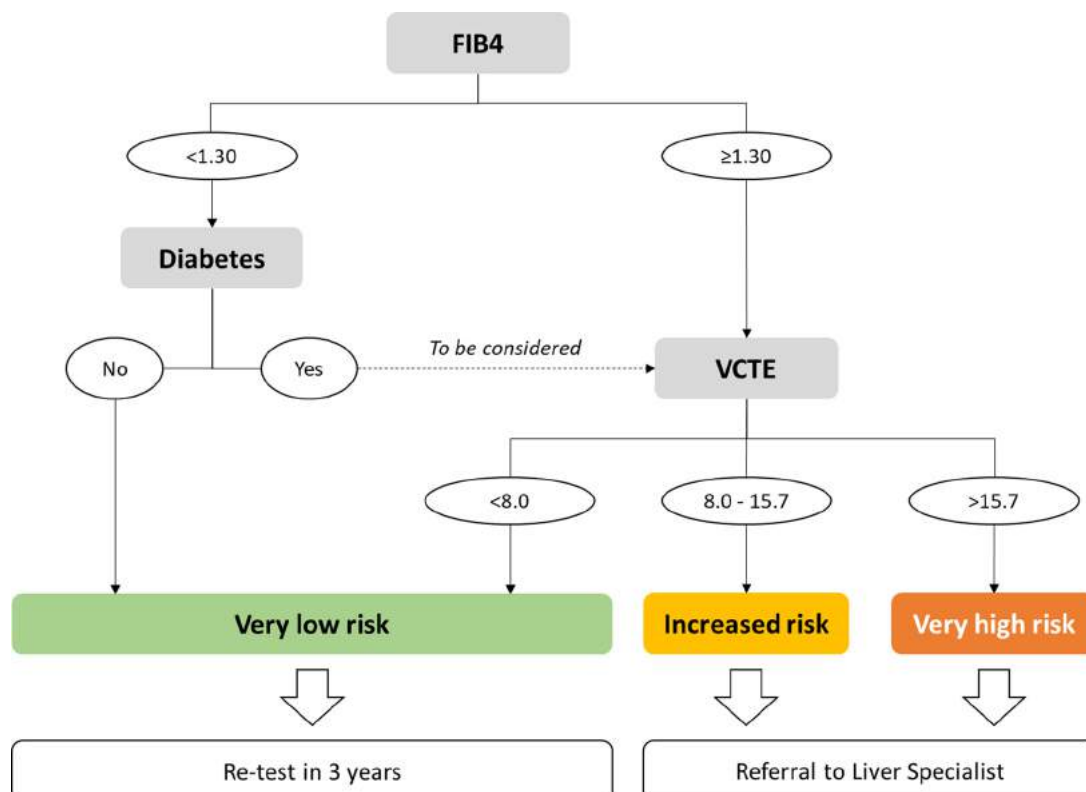 FIB4
<1.30
≥1.30
Diabetes
No
Yes
To be considered
VCTE
<8.0
8.0 - 15.7
>15.7
Very low risk
Increased risk
Very high risk
Re-test in 3 years
Referral to Liver Specialist